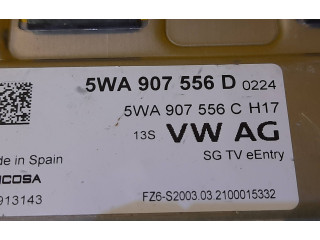 5WA 907 556 D 0224
5WA 907 556 C H17
13S VW AG
SG TV eEntry
de in Spain
COSA
913143
FZ6-S2003.03.2100015332